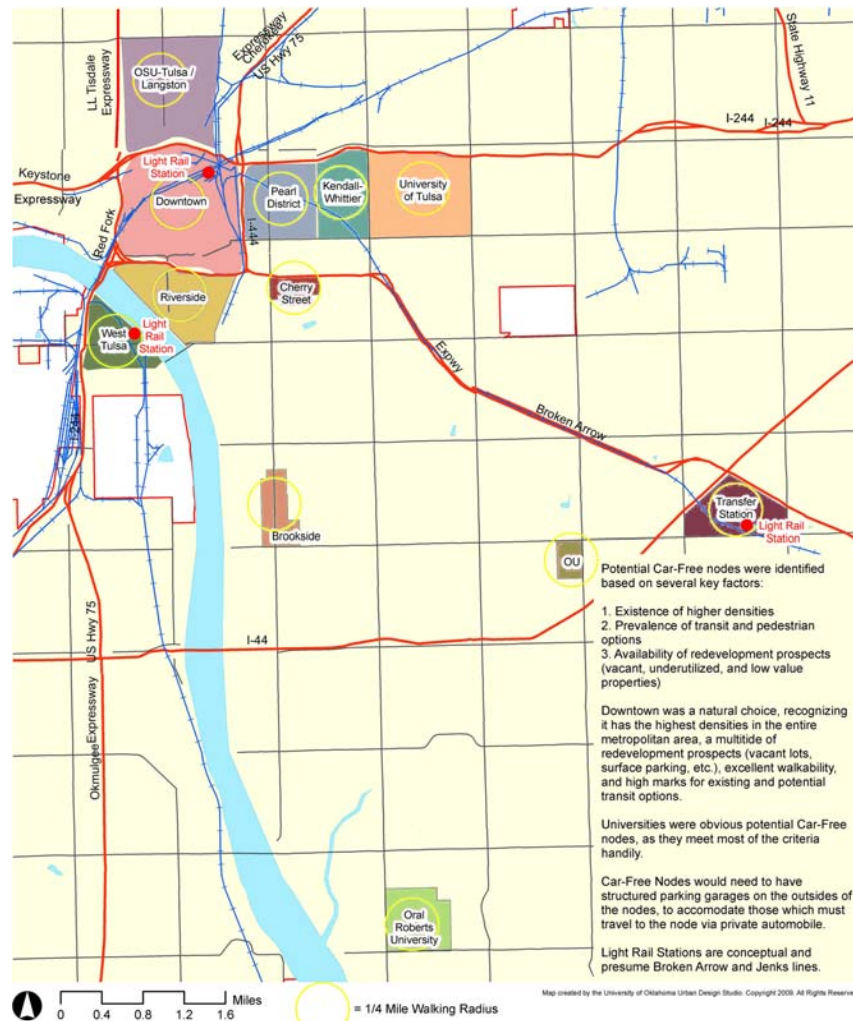 LL Tisdale
Expressway
OSU-Tulsa /
Langston
Expressway
Cherokee
US Hwy 75
State Highway 11
I-244
I-244
Keystone
Expressway
Light Rail
Station
Downtown
Red Fork
I-444
Pearl
District
Kendall-
Whittier
University
of Tulsa
Riverside
Cherry
Street
West
Tulsa
Light
Rail
Station
I-244
Expwy
Broken Arrow
Brookside
Transfer
Station
Light Rail
Station
OU
US Hwy 75
Okmulgee Expressway
I-44
Oral
Roberts
University
Potential Car-Free nodes were identified
based on several key factors:
1. Existence of higher densities
2. Prevalence of transit and pedestrian
options
3. Availability of redevelopment prospects
(vacant, underutilized, and low value
properties)
Downtown was a natural choice, recognizing
it has the highest densities in the entire
metropolitan area, a multitide of
redevelopment prospects (vacant lots,
surface parking, etc.), excellent walkability,
and high marks for existing and potential
transit options.
Universities were obvious potential Car-Free
nodes, as they meet most of the criteria
handily.
Car-Free Nodes would need to have
structured parking garages on the outsides of
the nodes, to accomodate those which must
travel to the node via private automobile.
Light Rail Stations are conceptual and
presume Broken Arrow and Jenks lines.
Miles
0 0.4 0.8 1.2 1.6
= 1/4 Mile Walking Radius
Map created by the University of Oklahoma Urban Design Studio. Copyright 2009. All Rights Reserve